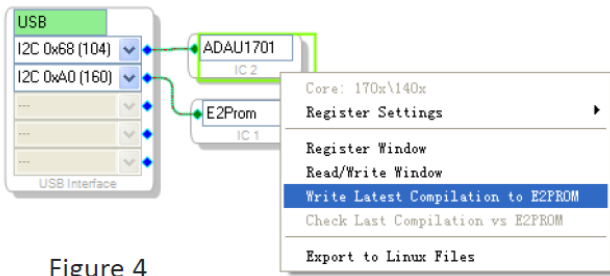 USB
I2C 0x68 (104)
I2C 0xA0 (160)
---
---
---
USB Interface
ADAU1701
IC 2
E2Prom
IC 1
Core: 170x\140x
Register Settings
Register Window
Read/Write Window
Write Latest Compilation to E2PROM
Check Last Compilation vs E2PROM
Export to Linux Files
Figure 4